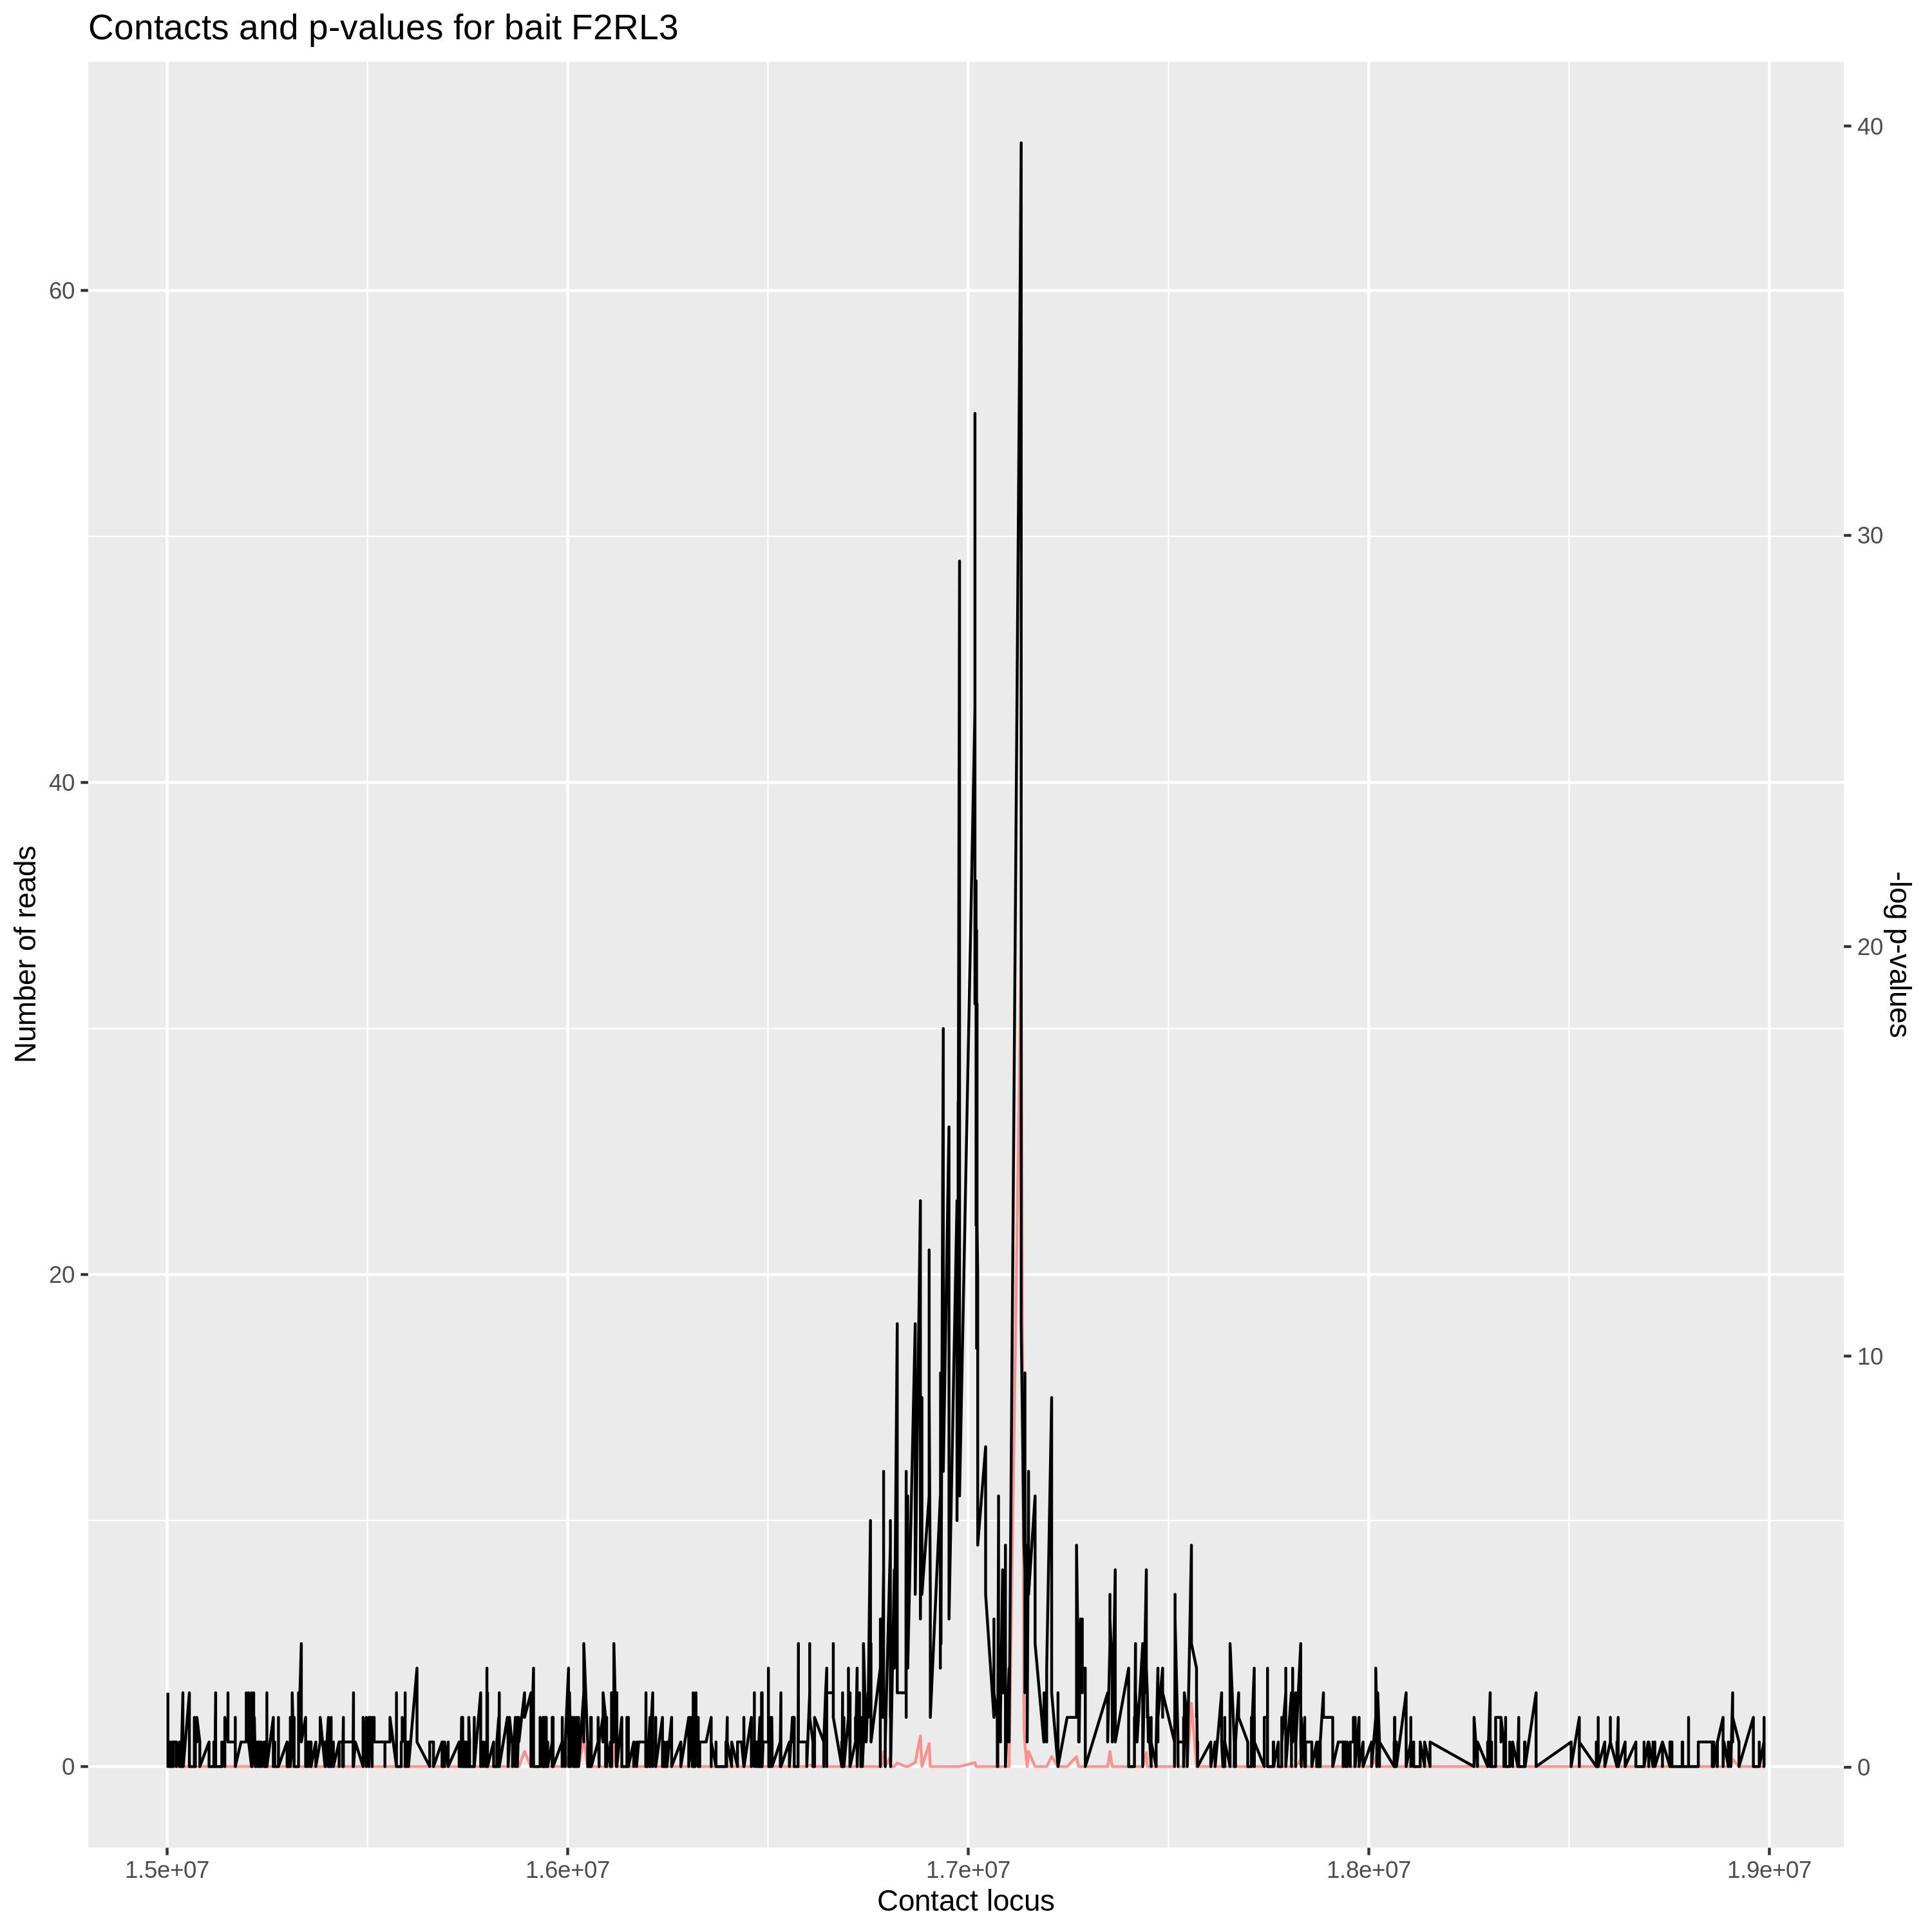 Contacts and p-values for bait F2RL3
Number of reads
60
40
20
0
40
30
20
10
0
-log p-values
1.5e+07
1.6e+07
1.7e+07
1.8e+07
1.9e+07
Contact locus